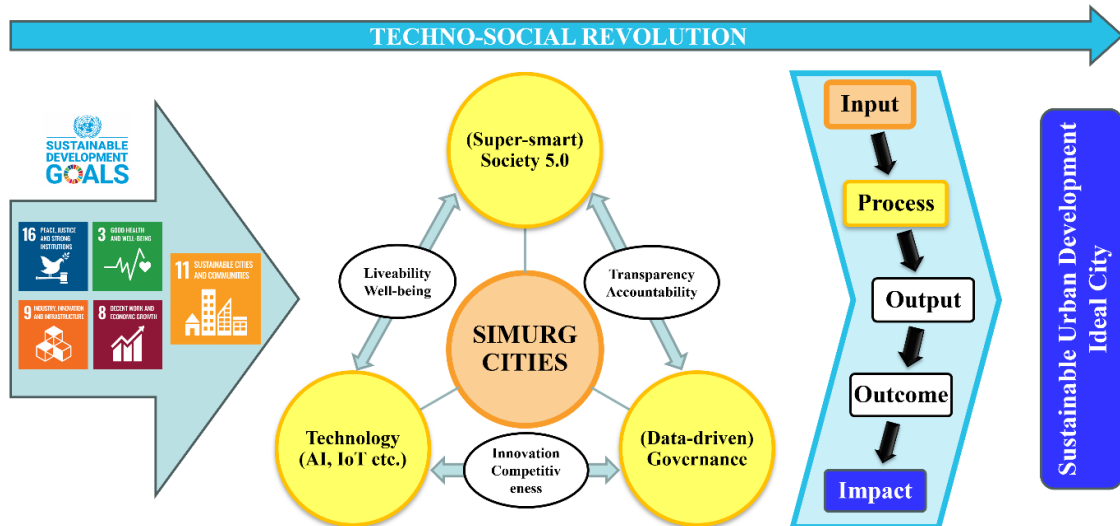 TECHNO-SOCIAL REVOLUTION
SUSTAINABLE
DEVELOPMENT
GOALS
16 PEACE, JUSTICE
AND STRONG
INSTITUTIONS
3 GOOD HEALTH
AND WELL-BEING
11 SUSTAINABLE CITIES
AND COMMUNITIES
9 INDUSTRY, INNOVATION
AND INFRASTRUCTURE
8 DECENT WORK AND
ECONOMIC GROWTH
(Super-smart)
Society 5.0
Liveability
Well-being
Transparency
Accountability
SIMURG
CITIES
Technology
(AI, IoT etc.)
Innovation
Competitiv
eness
(Data-driven)
Governance
Input
Process
Output
Outcome
Impact
Sustainable Urban Development
Ideal City